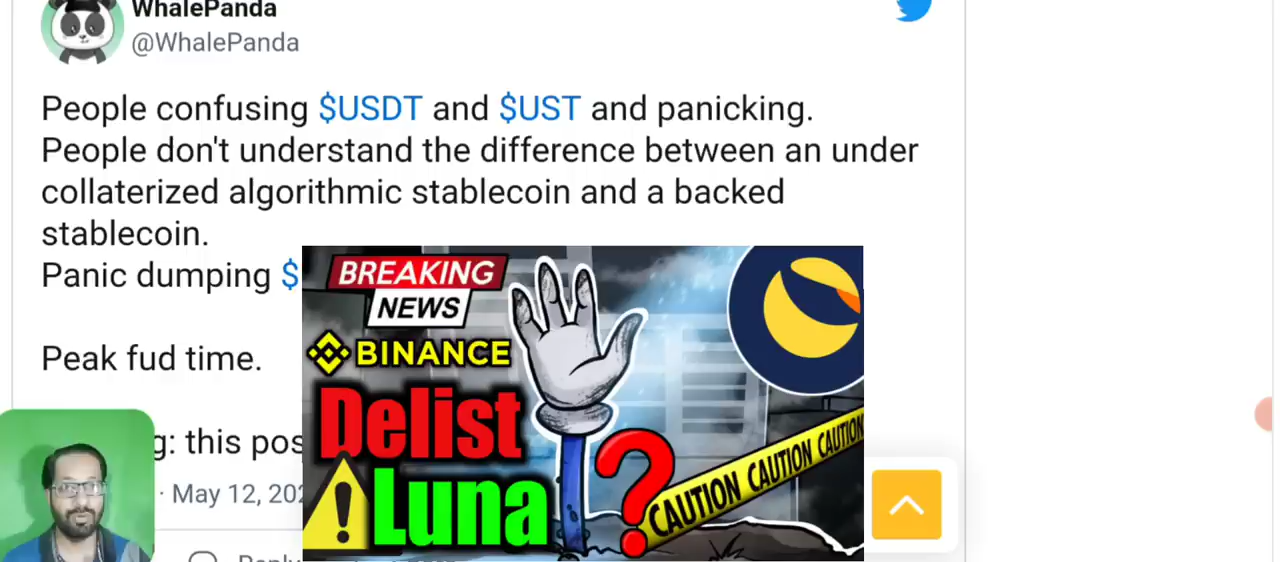 WhalePanda
@WhalePanda
People confusing $USDT and $UST and panicking.
People don't understand the difference between an under
collaterized algorithmic stablecoin and a backed
stablecoin.
Panic dumping $
Peak fud time.
g: this pos
· May 12, 202
BREAKING
NEWS
BINANCE
Delist
Luna
CAUTION CAUTION CAUTION